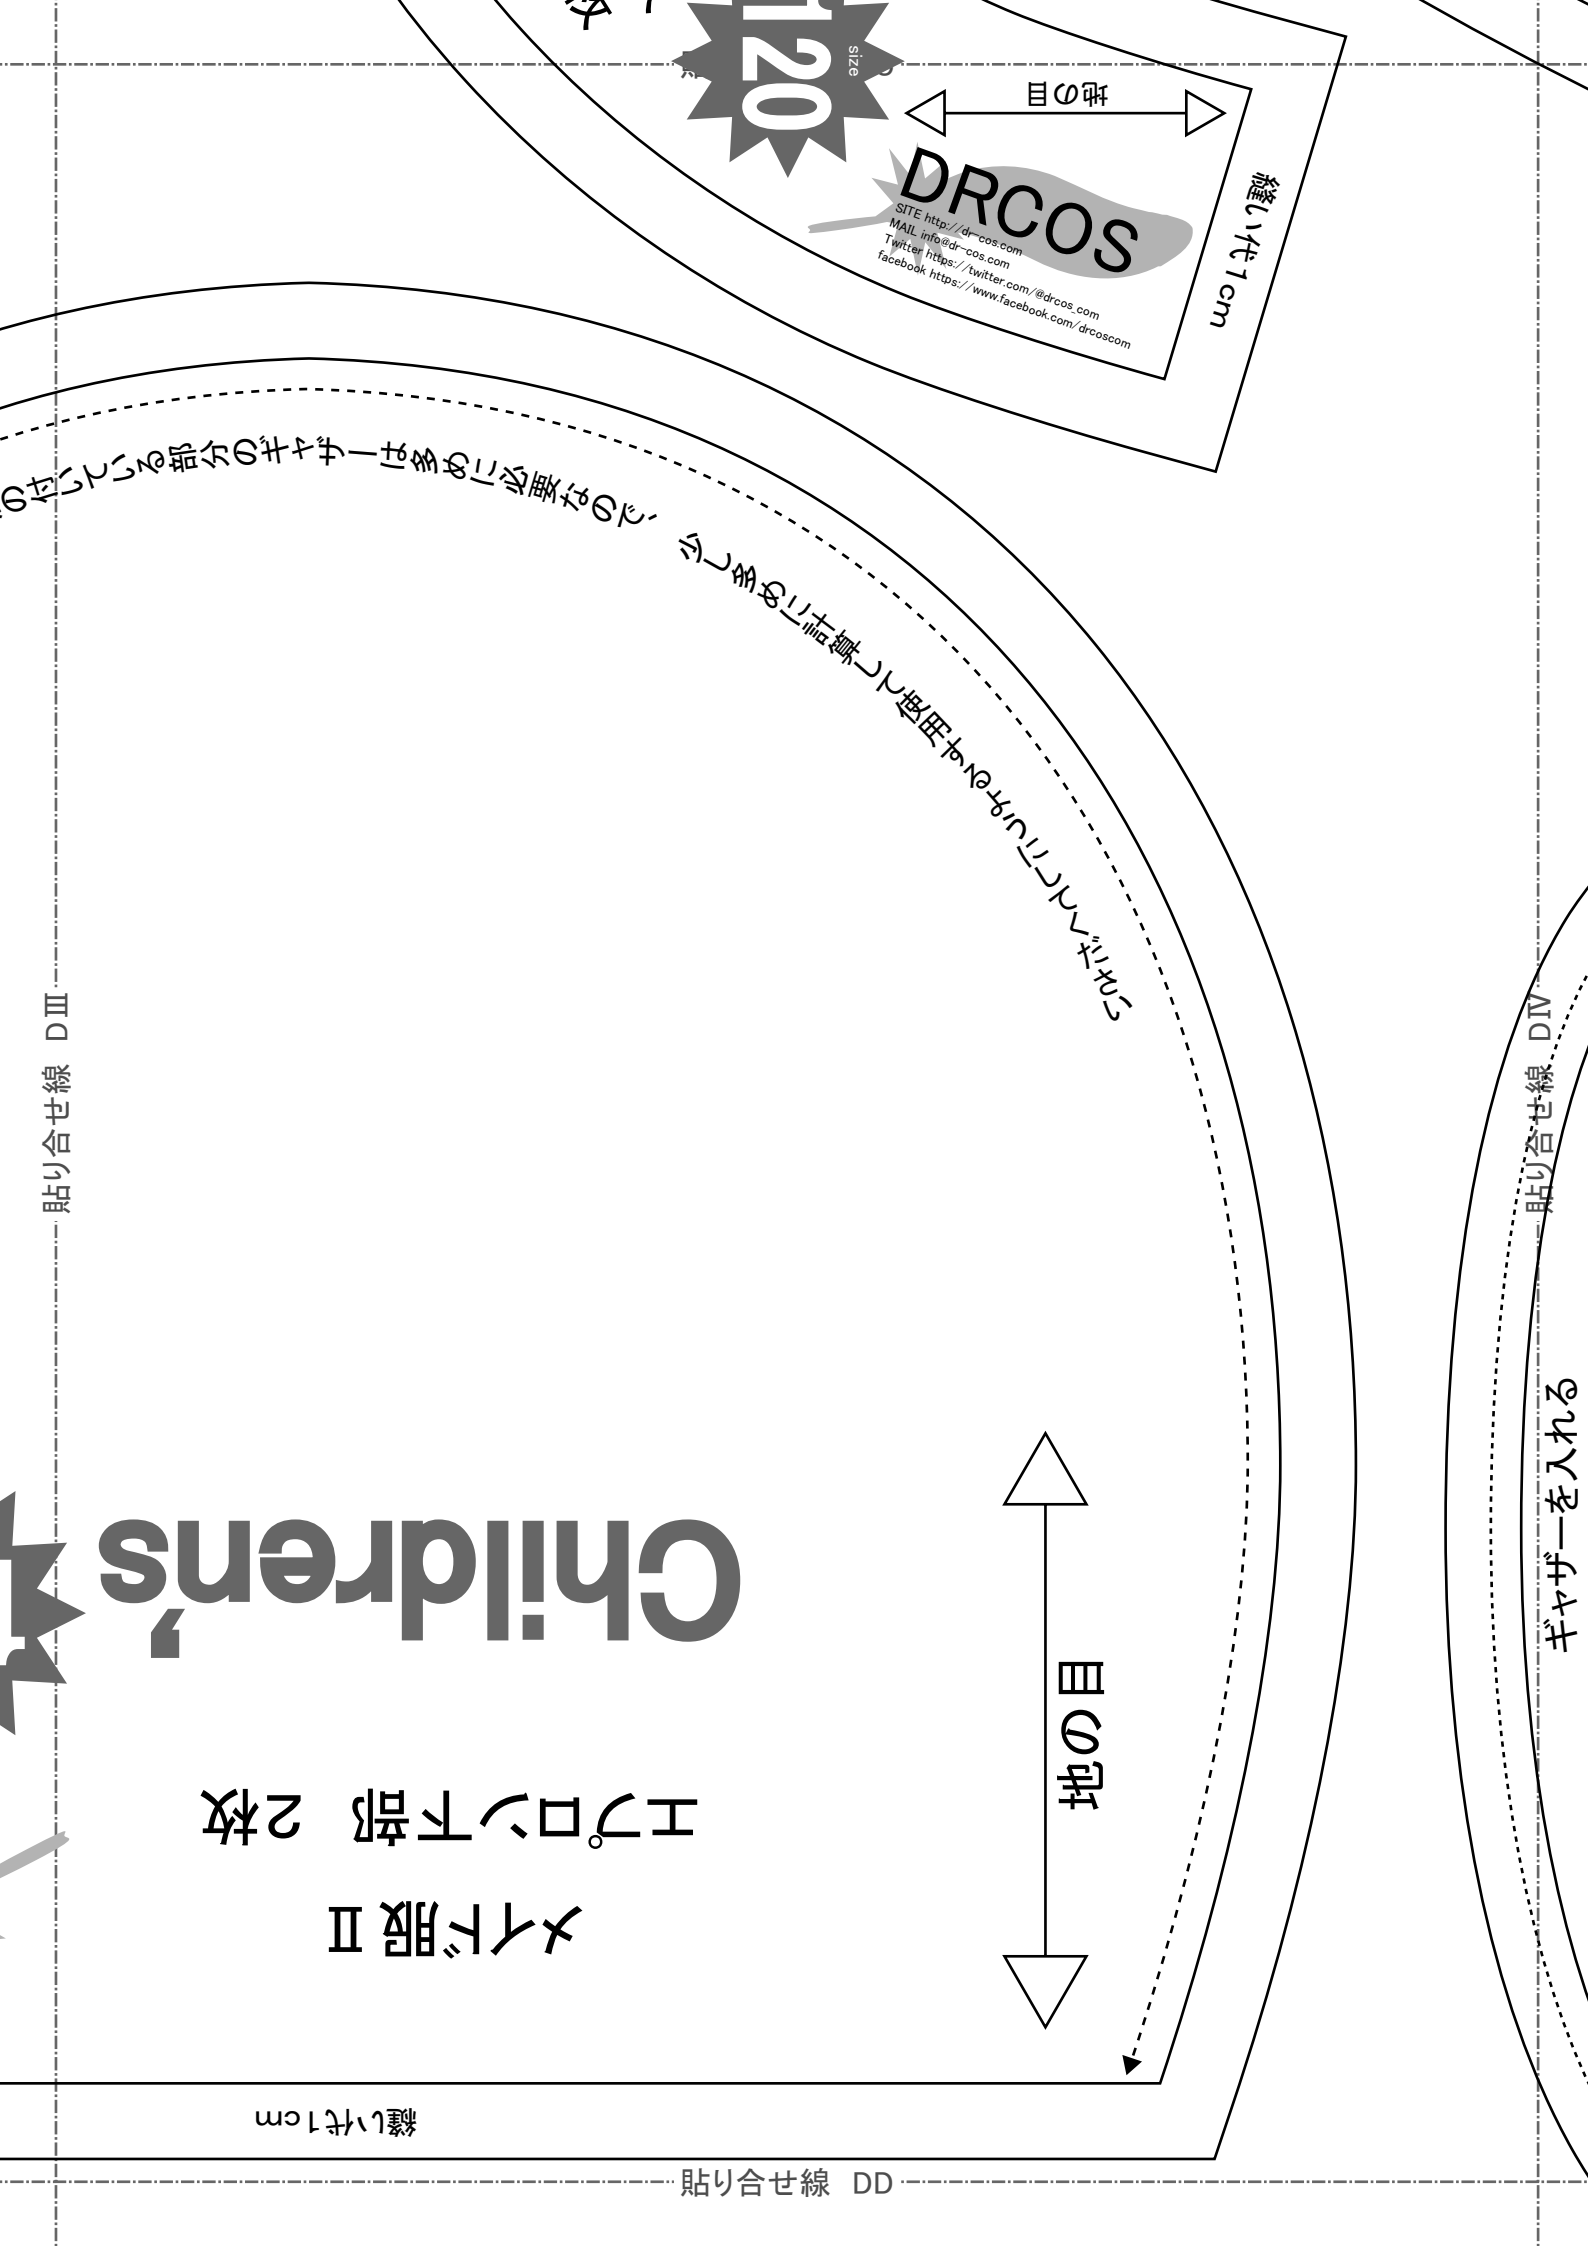 120
size
地の目
DRCOS
SITE http://dr-cos.com
MAIL info@dr-cos.com
Twitter https://twitter.com/@drcos_com
facebook https://www.facebook.com/drcoscom
縫い代1cm
の付いている部分のギャザーは多めに必要なので、少し多めに計算して使用するようにしてください
貼り合せ線 DⅢ
貼り合せ線 DⅣ
ギャザーを入れる
地の目
メイド服Ⅱ
エプロン下部 2枚
Children's
縫い代1cm
貼り合せ線 DD